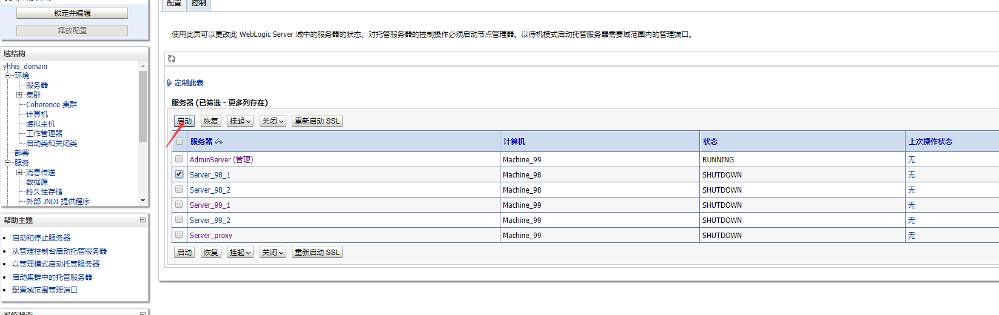 锁定并编辑
释放配置
域结构
yhhis_domain
环境
服务器
集群
Coherence 集群
计算机
虚拟主机
工作管理器
启动类和关闭类
部署
服务
消息传送
数据源
持久性存储
外部 JNDI 提供程序
帮助主题
启动和停止服务器
从管理控制台启动托管服务器
以管理模式启动托管服务器
启动集群中的托管服务器
配置域范围管理端口
系统状态
配置 控制
使用此页可以更改此 WebLogic Server 域中的服务器的状态。对托管服务器的控制操作必须启动节点管理器。以待机模式启动托管服务器需要域范围内的管理端口。
定制此表
服务器 (已筛选 - 更多列存在)
启动 恢复 挂起 关闭 重新启动 SSL
服务器 计算机 状态 上次操作状态
AdminServer (管理) Machine_99 RUNNING 无
Server_98_1 Machine_98 SHUTDOWN 无
Server_98_2 Machine_98 SHUTDOWN 无
Server_99_1 Machine_99 SHUTDOWN 无
Server_99_2 Machine_99 SHUTDOWN 无
Server_proxy Machine_99 SHUTDOWN 无
启动 恢复 挂起 关闭 重新启动 SSL